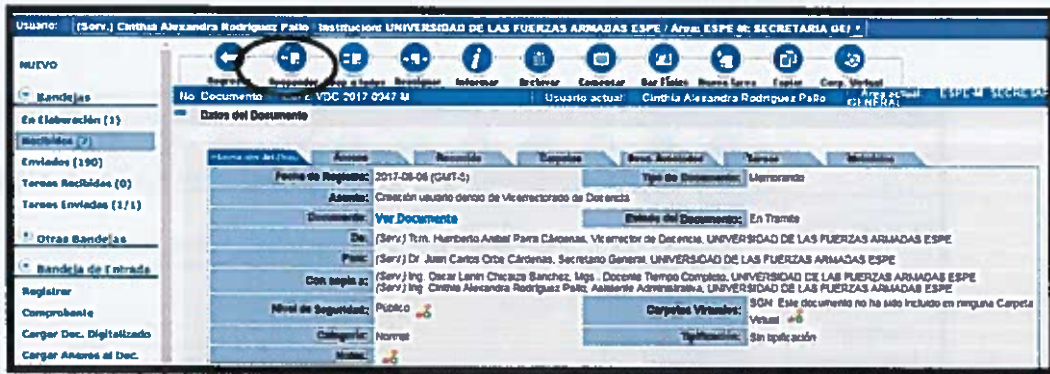 Usuario: (Serv.) Cinthia Alexandra Rodriguez Pallo Institucion: UNIVERSIDAD DE LAS FUERZAS ARMADAS ESPE / Area: ESPE-M: SECRETARIA GE
NUEVO
Bandejas
En Elaboración (1)
Recibidos
Enviados (190)
Tareas Recibidas (0)
Tareas Enviadas (1/1)
Otras Bandejas
Bandeja de Entrada
Registrar
Comprobante
Cargar Doc. Digitalizado
Cargar Anexos al Doc.
Regresar Responder a todos Reasignar Informar Archivar Comentar Nueva Tarea Copiar Carp. Virtual
No. Documento VDC-2017-0947-M Usuario actual: Cinthia Alexandra Rodriguez Pallo Área actual: ESPE-M: SECRETARIA
GENERAL
Datos del Documento
Anexos Recorrido Carpetas Tareas Metadatos
Fecha de Registro: 2017-06-06 (GMT-5) Tipo de Documento: Memorando
Asunto: Creación usuario dentro de Vicerrectorado de Docencia
Documento: Ver Documento Estado del Documento: En Tramite
De: (Serv.) Tcrn. Humberto Anibal Parra Cárdenas, Vicerrector de Docencia, UNIVERSIDAD DE LAS FUERZAS ARMADAS ESPE
Para: (Serv.) Dr. Juan Carlos Orbe Cárdenas, Secretario General, UNIVERSIDAD DE LAS FUERZAS ARMADAS ESPE
Con copia a: (Serv.) Ing. Oscar Lenin Chicaiza Sanchez, Mgs., Docente Tiempo Completo, UNIVERSIDAD DE LAS FUERZAS ARMADAS ESPE
(Serv.) Ing. Cinthia Alexandra Rodriguez Pallo, Asistente Administrativa, UNIVERSIDAD DE LAS FUERZAS ARMADAS ESPE
Nivel de Seguridad: Público Carpetas Virtuales: SGN: Este documento no ha sido incluido en ninguna Carpeta
Virtual
Categoría: Normal Tipificación: Sin tipificación
Notas: